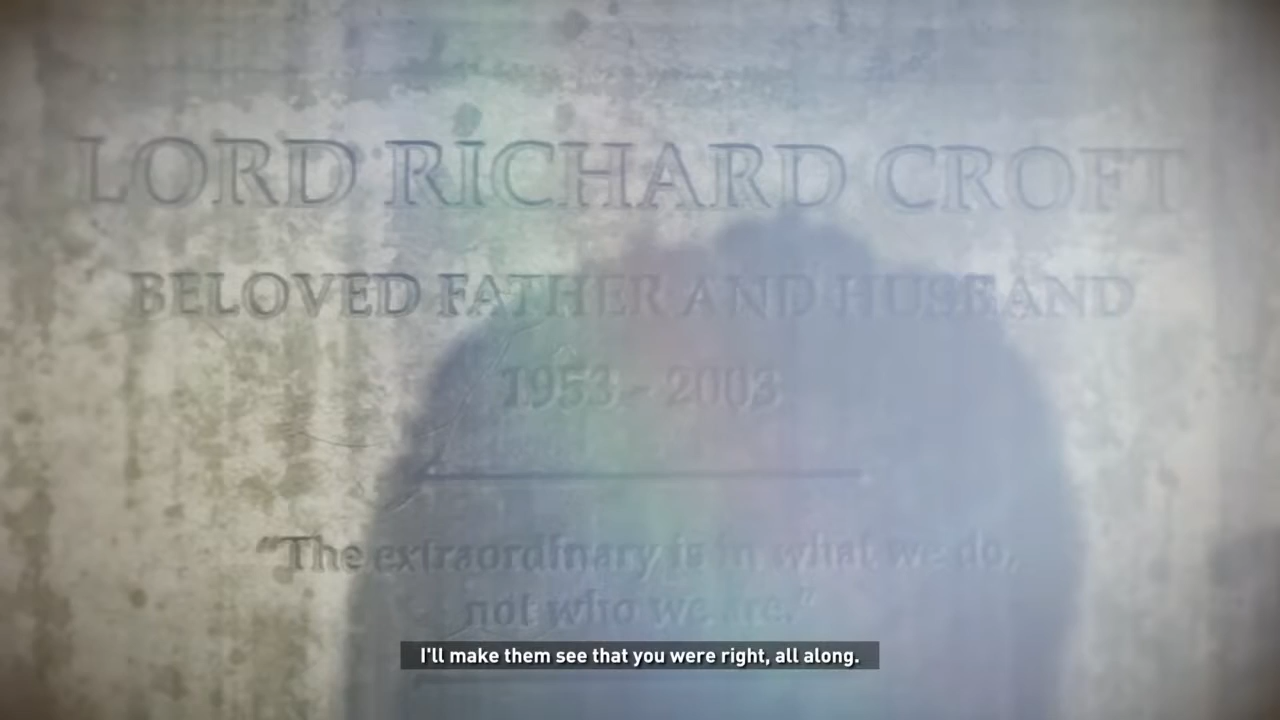 LORD RICHARD CROFT
BELOVED FATHER AND HUSBAND
1953 - 2003
"The extraordinary is in what we do,
not who we are."
I'll make them see that you were right, all along.